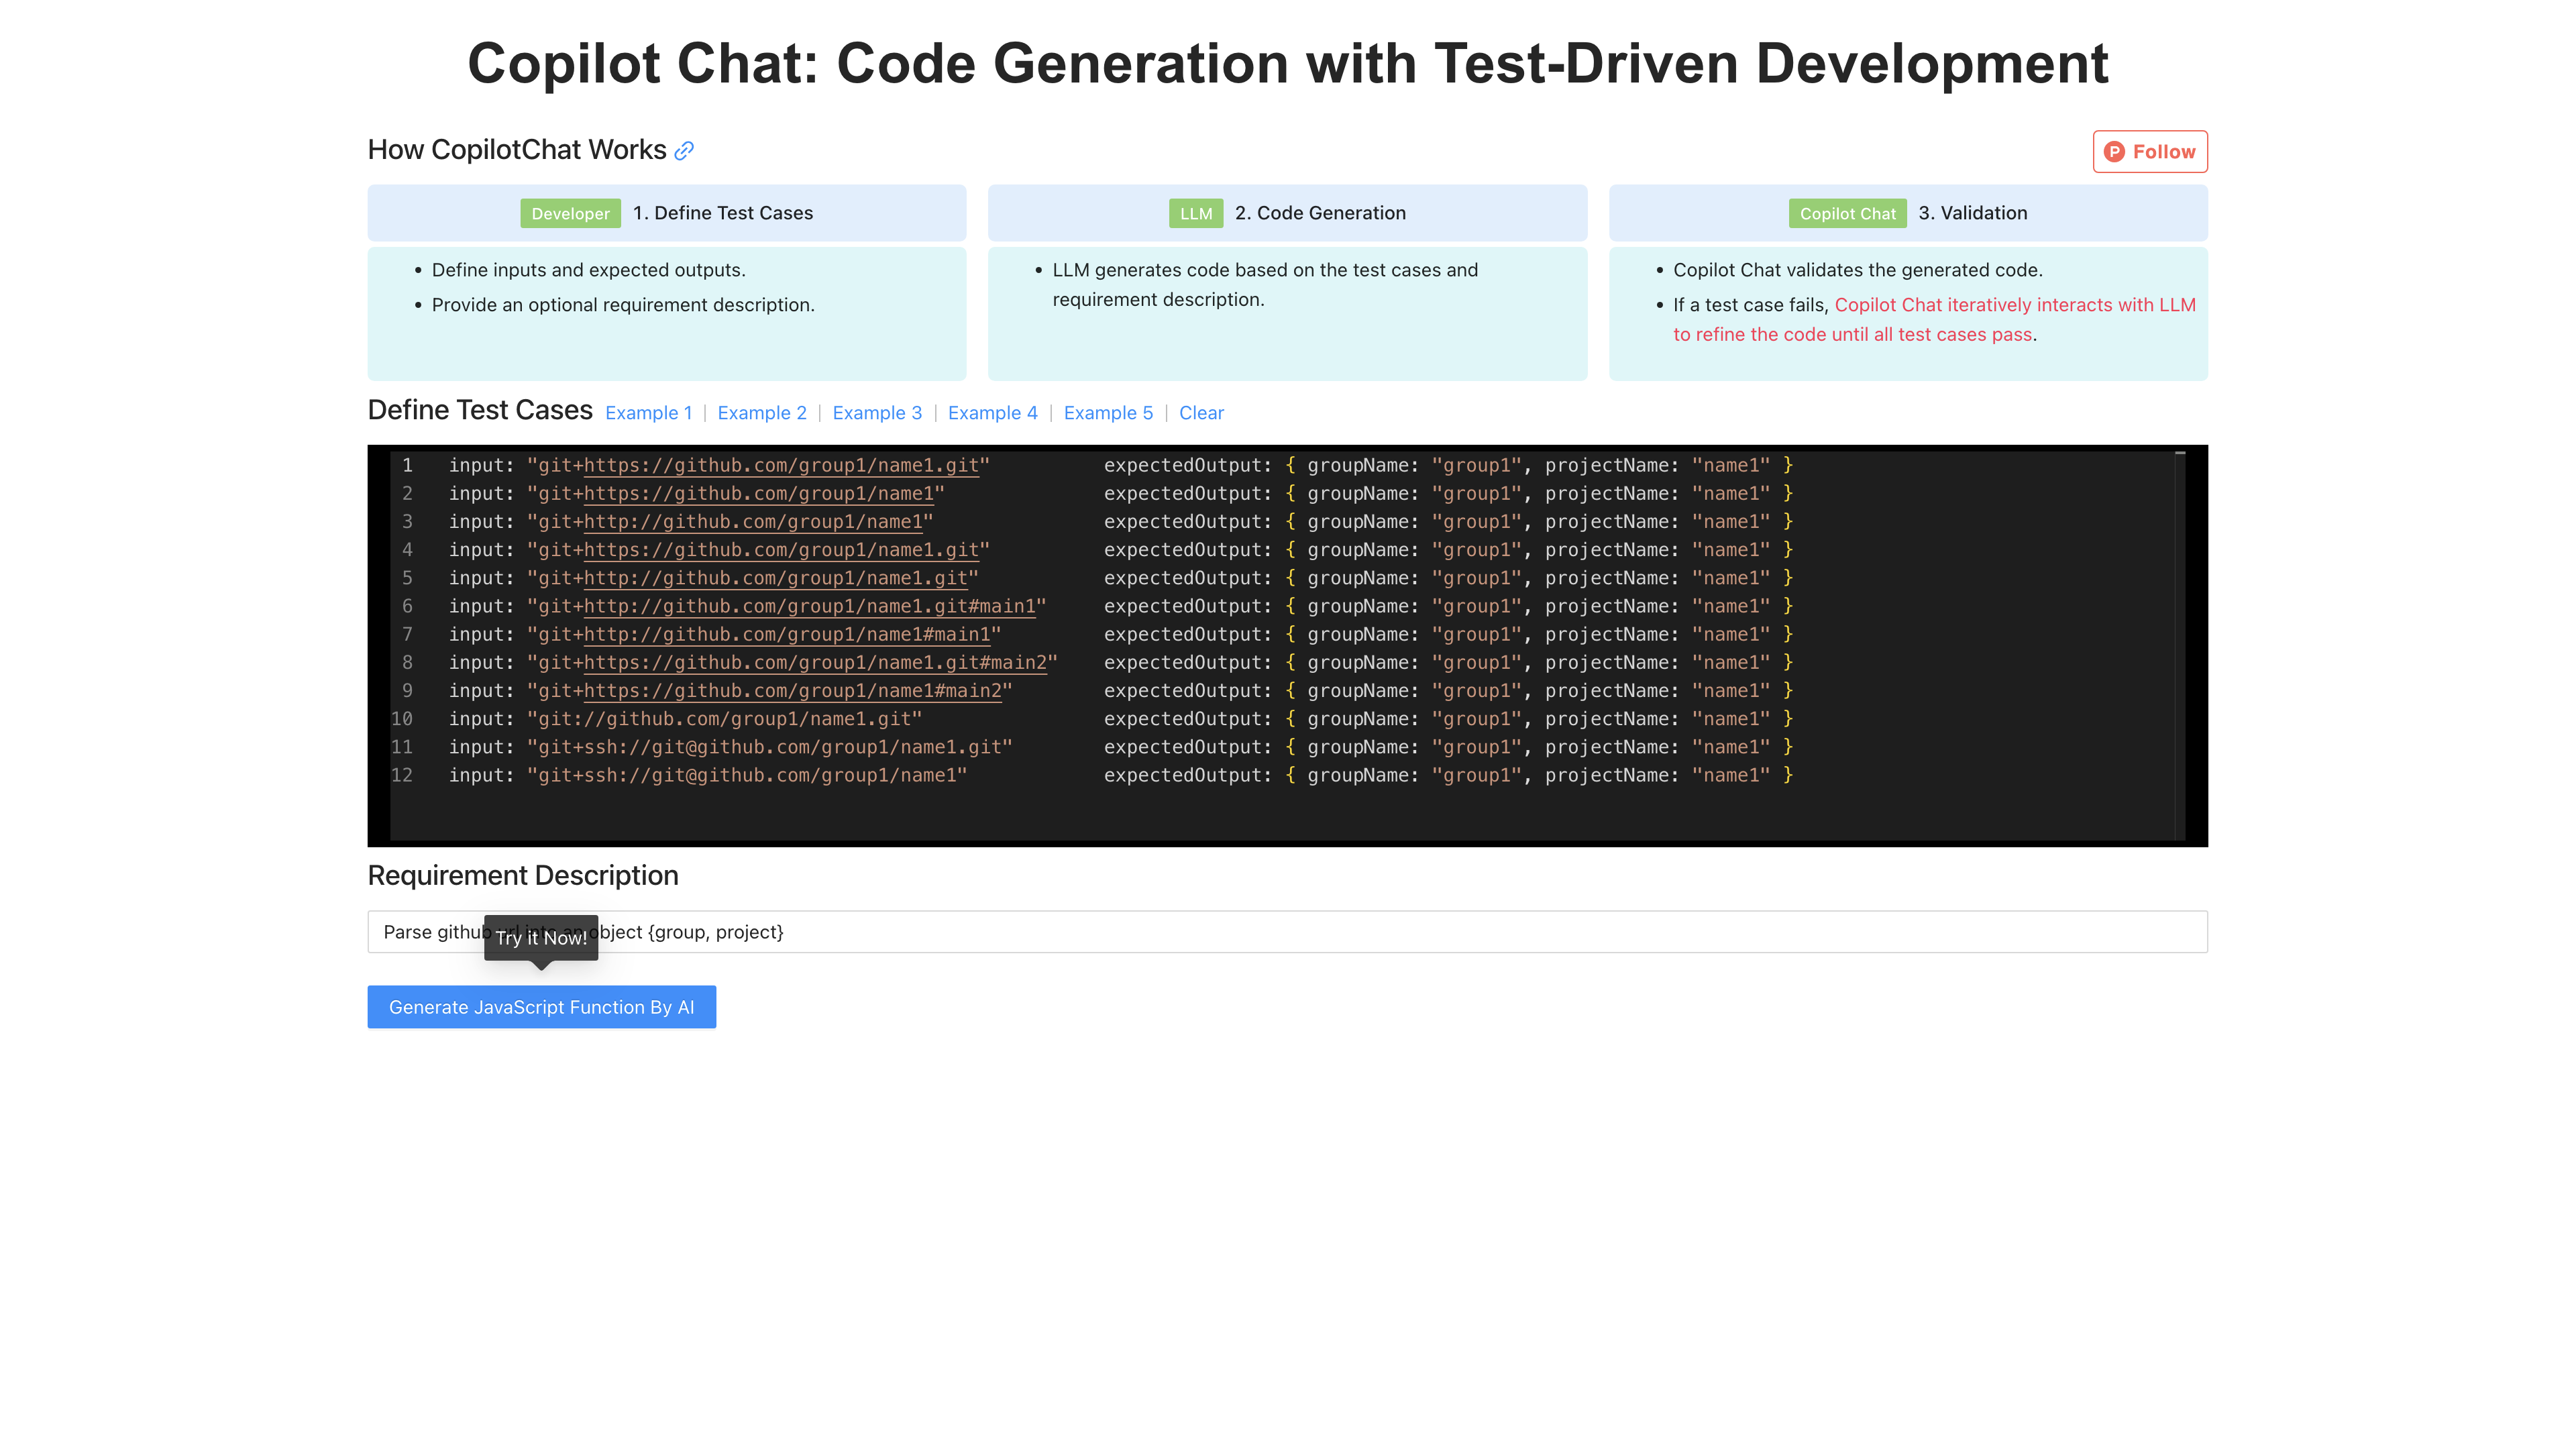 Copilot Chat: Code Generation with Test-Driven Development
How CopilotChat Works
P Follow
Developer 1. Define Test Cases
Define inputs and expected outputs.
Provide an optional requirement description.
LLM 2. Code Generation
LLM generates code based on the test cases and
requirement description.
Copilot Chat 3. Validation
Copilot Chat validates the generated code.
If a test case fails, Copilot Chat iteratively interacts with LLM
to refine the code until all test cases pass.
Define Test Cases Example 1 | Example 2 | Example 3 | Example 4 | Example 5 | Clear
1 input: "git+https://github.com/group1/name1.git" expectedOutput: { groupName: "group1", projectName: "name1" }
2 input: "git+https://github.com/group1/name1" expectedOutput: { groupName: "group1", projectName: "name1" }
3 input: "git+http://github.com/group1/name1" expectedOutput: { groupName: "group1", projectName: "name1" }
4 input: "git+https://github.com/group1/name1.git" expectedOutput: { groupName: "group1", projectName: "name1" }
5 input: "git+http://github.com/group1/name1.git" expectedOutput: { groupName: "group1", projectName: "name1" }
6 input: "git+http://github.com/group1/name1.git#main1" expectedOutput: { groupName: "group1", projectName: "name1" }
7 input: "git+http://github.com/group1/name1#main1" expectedOutput: { groupName: "group1", projectName: "name1" }
8 input: "git+https://github.com/group1/name1.git#main2" expectedOutput: { groupName: "group1", projectName: "name1" }
9 input: "git+https://github.com/group1/name1#main2" expectedOutput: { groupName: "group1", projectName: "name1" }
10 input: "git://github.com/group1/name1.git" expectedOutput: { groupName: "group1", projectName: "name1" }
11 input: "git+ssh://git@github.com/group1/name1.git" expectedOutput: { groupName: "group1", projectName: "name1" }
12 input: "git+ssh://git@github.com/group1/name1" expectedOutput: { groupName: "group1", projectName: "name1" }
Requirement Description
Parse github url into an object {group, project}
Try it Now!
Generate JavaScript Function By AI